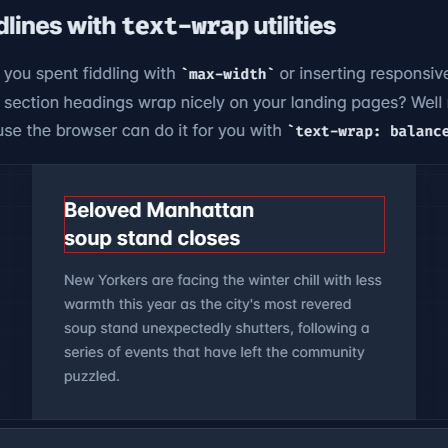 dlines with text-wrap utilities
you spent fiddling with `max-width` or inserting responsive
section headings wrap nicely on your landing pages? Well
use the browser can do it for you with `text-wrap: balance
Beloved Manhattan
soup stand closes
New Yorkers are facing the winter chill with less
warmth this year as the city's most revered
soup stand unexpectedly shutters, following a
series of events that have left the community
puzzled.